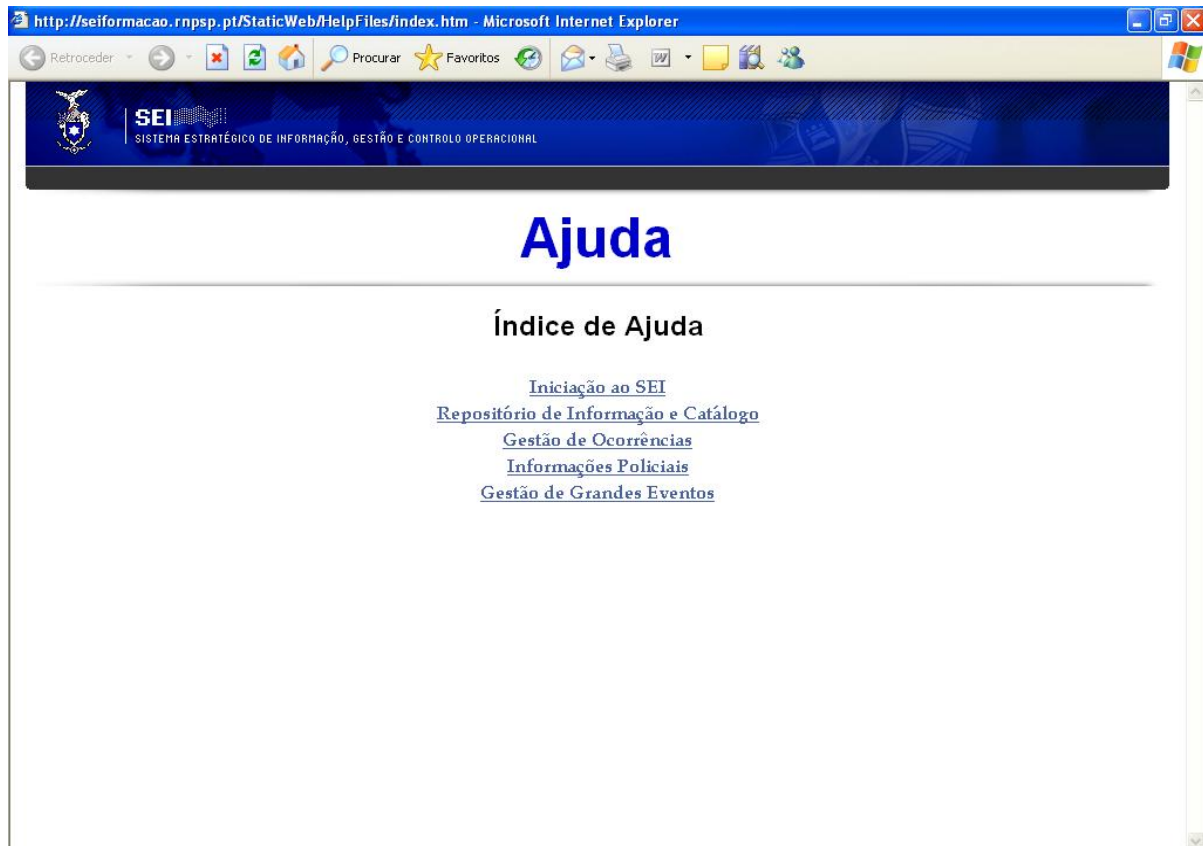 http://seiformacao.rnpsp.pt/StaticWeb/HelpFiles/index.htm - Microsoft Internet Explorer
Retroceder Procurar Favoritos
SEI
SISTEMA ESTRATÉGICO DE INFORMAÇÃO, GESTÃO E CONTROLO OPERACIONAL
Ajuda
Índice de Ajuda
Iniciação ao SEI
Repositório de Informação e Catálogo
Gestão de Ocorrências
Informações Policiais
Gestão de Grandes Eventos